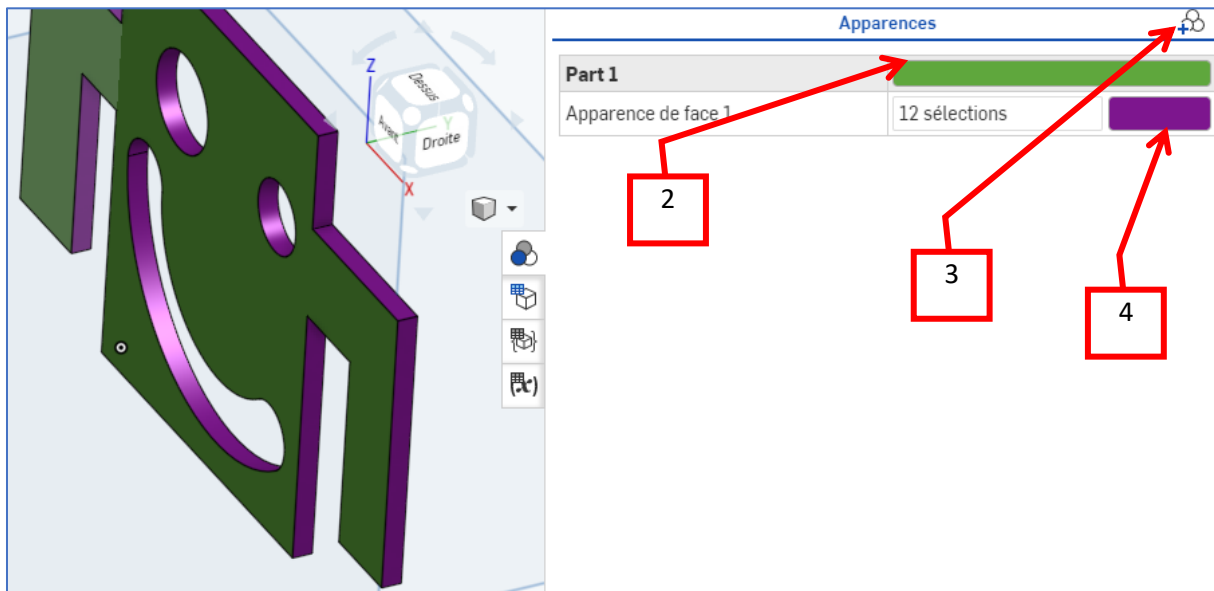 Apparences
Part 1
Apparence de face 1
12 sélections
Z
Dessus
Avant
Y
Droite
X
2
3
4
(x)